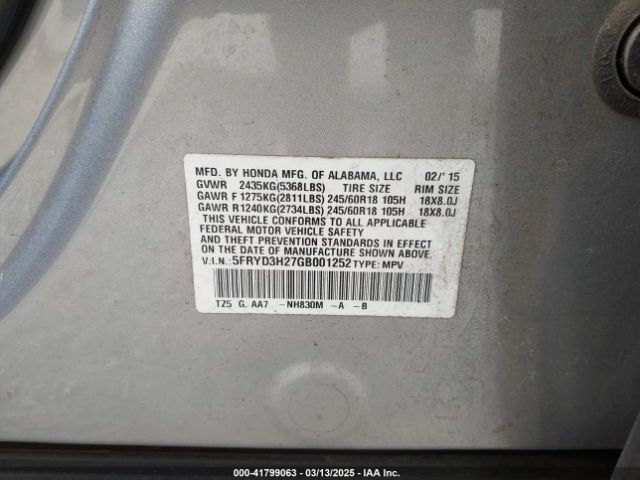 MFD. BY HONDA MFG. OF ALABAMA, LLC 02/'15
GVWR 2435KG(5368LBS) TIRE SIZE RIM SIZE
GAWR F 1275KG(2811LBS) 245/60R18 105H 18X8.0J
GAWR R1240KG(2734LBS) 245/60R18 105H 18X8.0J
THIS VEHICLE CONFORMS TO ALL APPLICABLE
FEDERAL MOTOR VEHICLE SAFETY
AND THEFT PREVENTION STANDARDS IN EFFECT
ON THE DATE OF MANUFACTURE SHOWN ABOVE.
V.I.N.: 5FRYD3H27GB001252 TYPE: MPV
TZ5 G. AA7 -NH830M -A -B
000-41799063 - 03/13/2025 - IAA Inc.